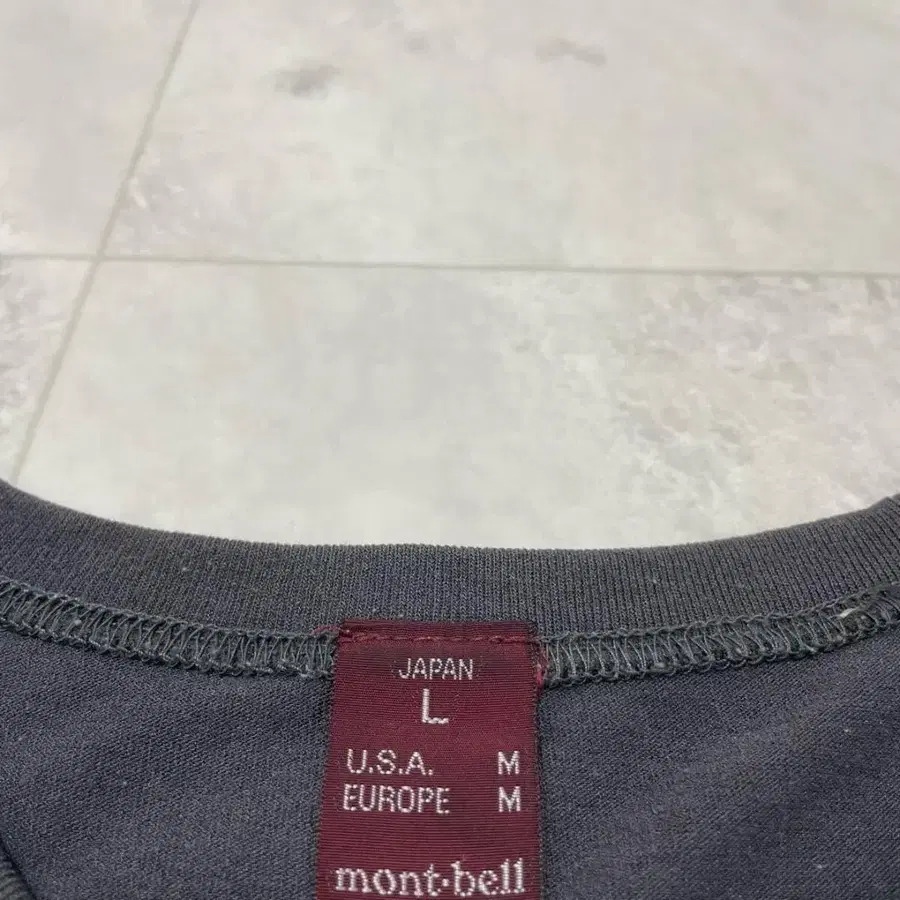 JAPAN
L
U.S.A. M
EUROPE M
mont·bell